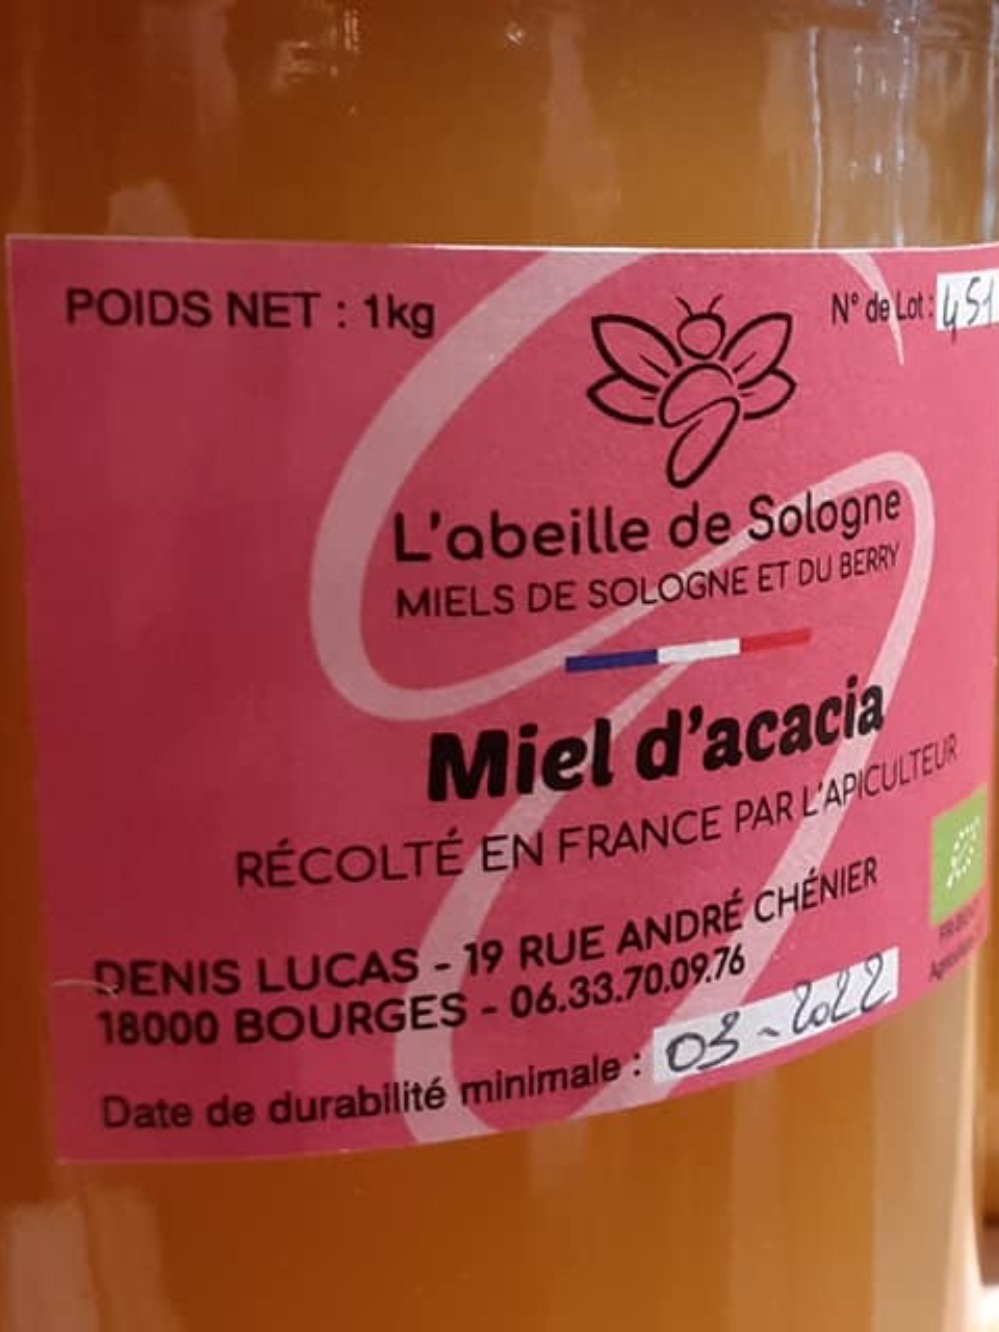 POIDS NET : 1kg
N° de Lot : 451
L'abeille de Sologne
MIELS DE SOLOGNE ET DU BERRY
Miel d'acacia
RÉCOLTÉ EN FRANCE PAR L'APICULTEUR
DENIS LUCAS - 19 RUE ANDRÉ CHÉNIER
18000 BOURGES - 06.33.70.09.76
Date de durabilité minimale : 03-2022